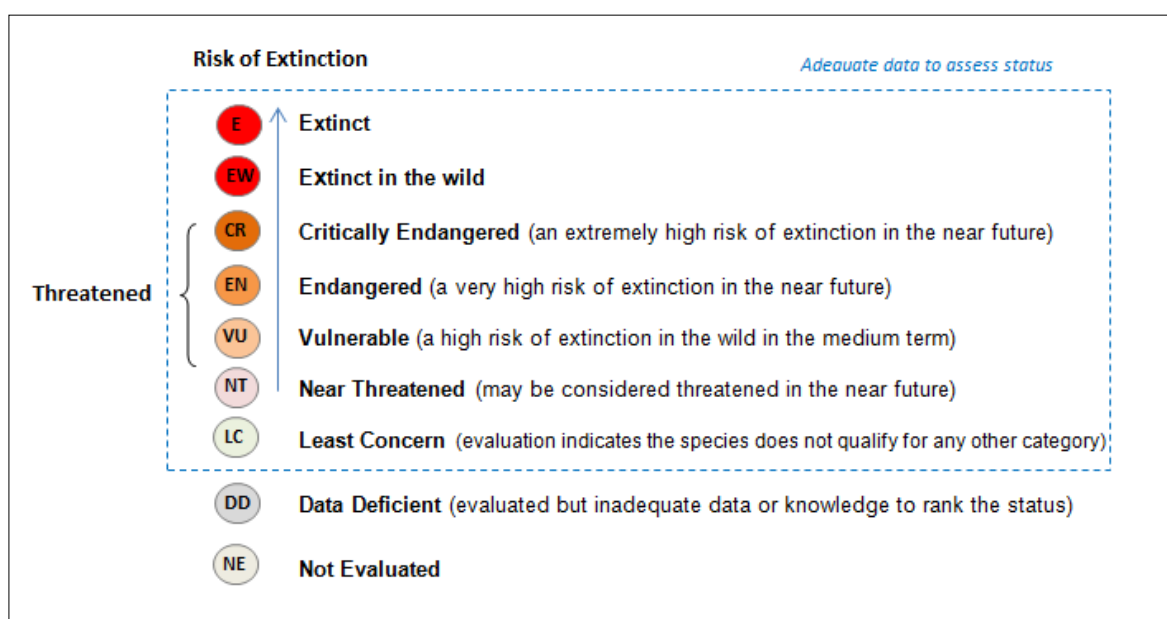 Risk of Extinction
Adeauate data to assess status
E Extinct
EW Extinct in the wild
CR Critically Endangered (an extremely high risk of extinction in the near future)
EN Endangered (a very high risk of extinction in the near future)
Threatened
VU Vulnerable (a high risk of extinction in the wild in the medium term)
NT Near Threatened (may be considered threatened in the near future)
LC Least Concern (evaluation indicates the species does not qualify for any other category)
DD Data Deficient (evaluated but inadequate data or knowledge to rank the status)
NE Not Evaluated